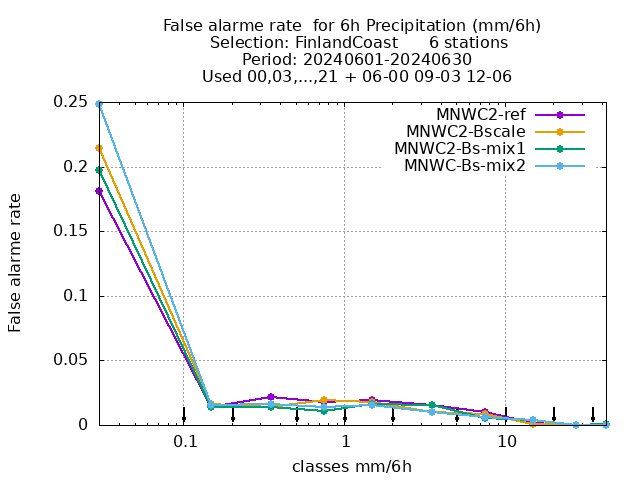 False alarme rate  for 6h Precipitation (mm/6h)
Selection: FinlandCoast      6 stations
Period: 20240601-20240630
Used 00,03,...,21 + 06-00 09-03 12-06
MNWC2-ref
MNWC2-Bscale
MNWC2-Bs-mix1
MNWC-Bs-mix2
False alarme rate
0.25
0.2
0.15
0.1
0.05
0
0.1 1 10
classes mm/6h